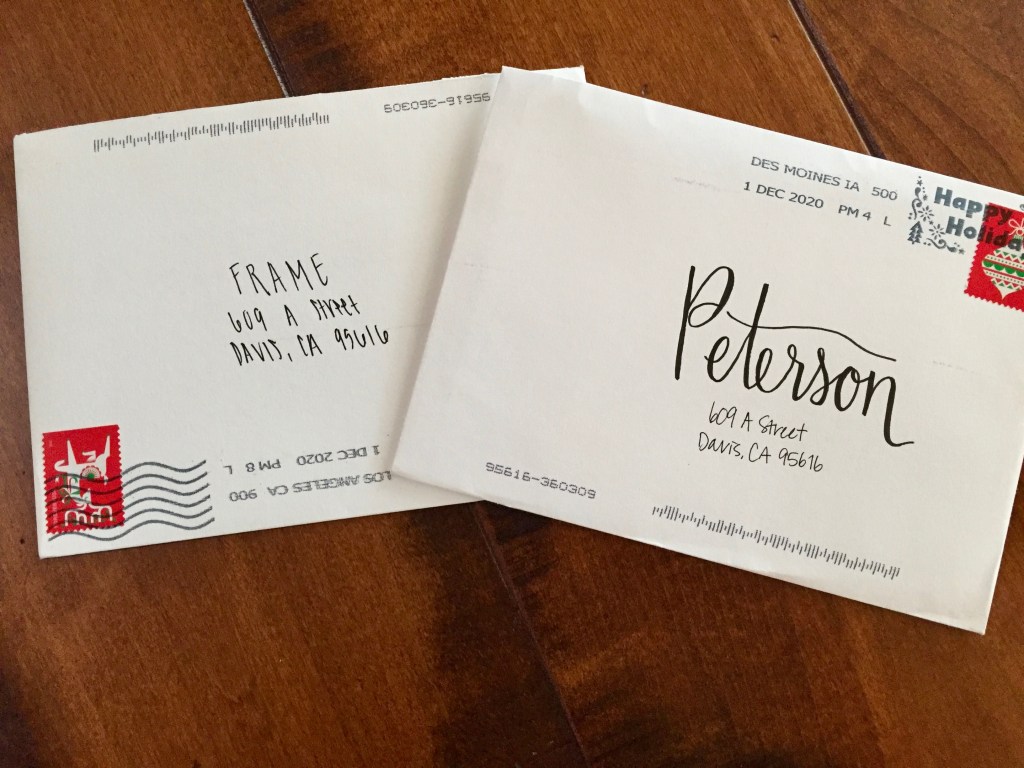 95616-360309
FRAME
609 A Street
DAVIS, CA 95616
1 DEC 2020 PM 8 L
LOS ANGELES CA 900
DES MOINES IA 500
1 DEC 2020 PM 4 L
Happy
Holida
Peterson
609 A Street
Davis, CA 95616
95616-360309